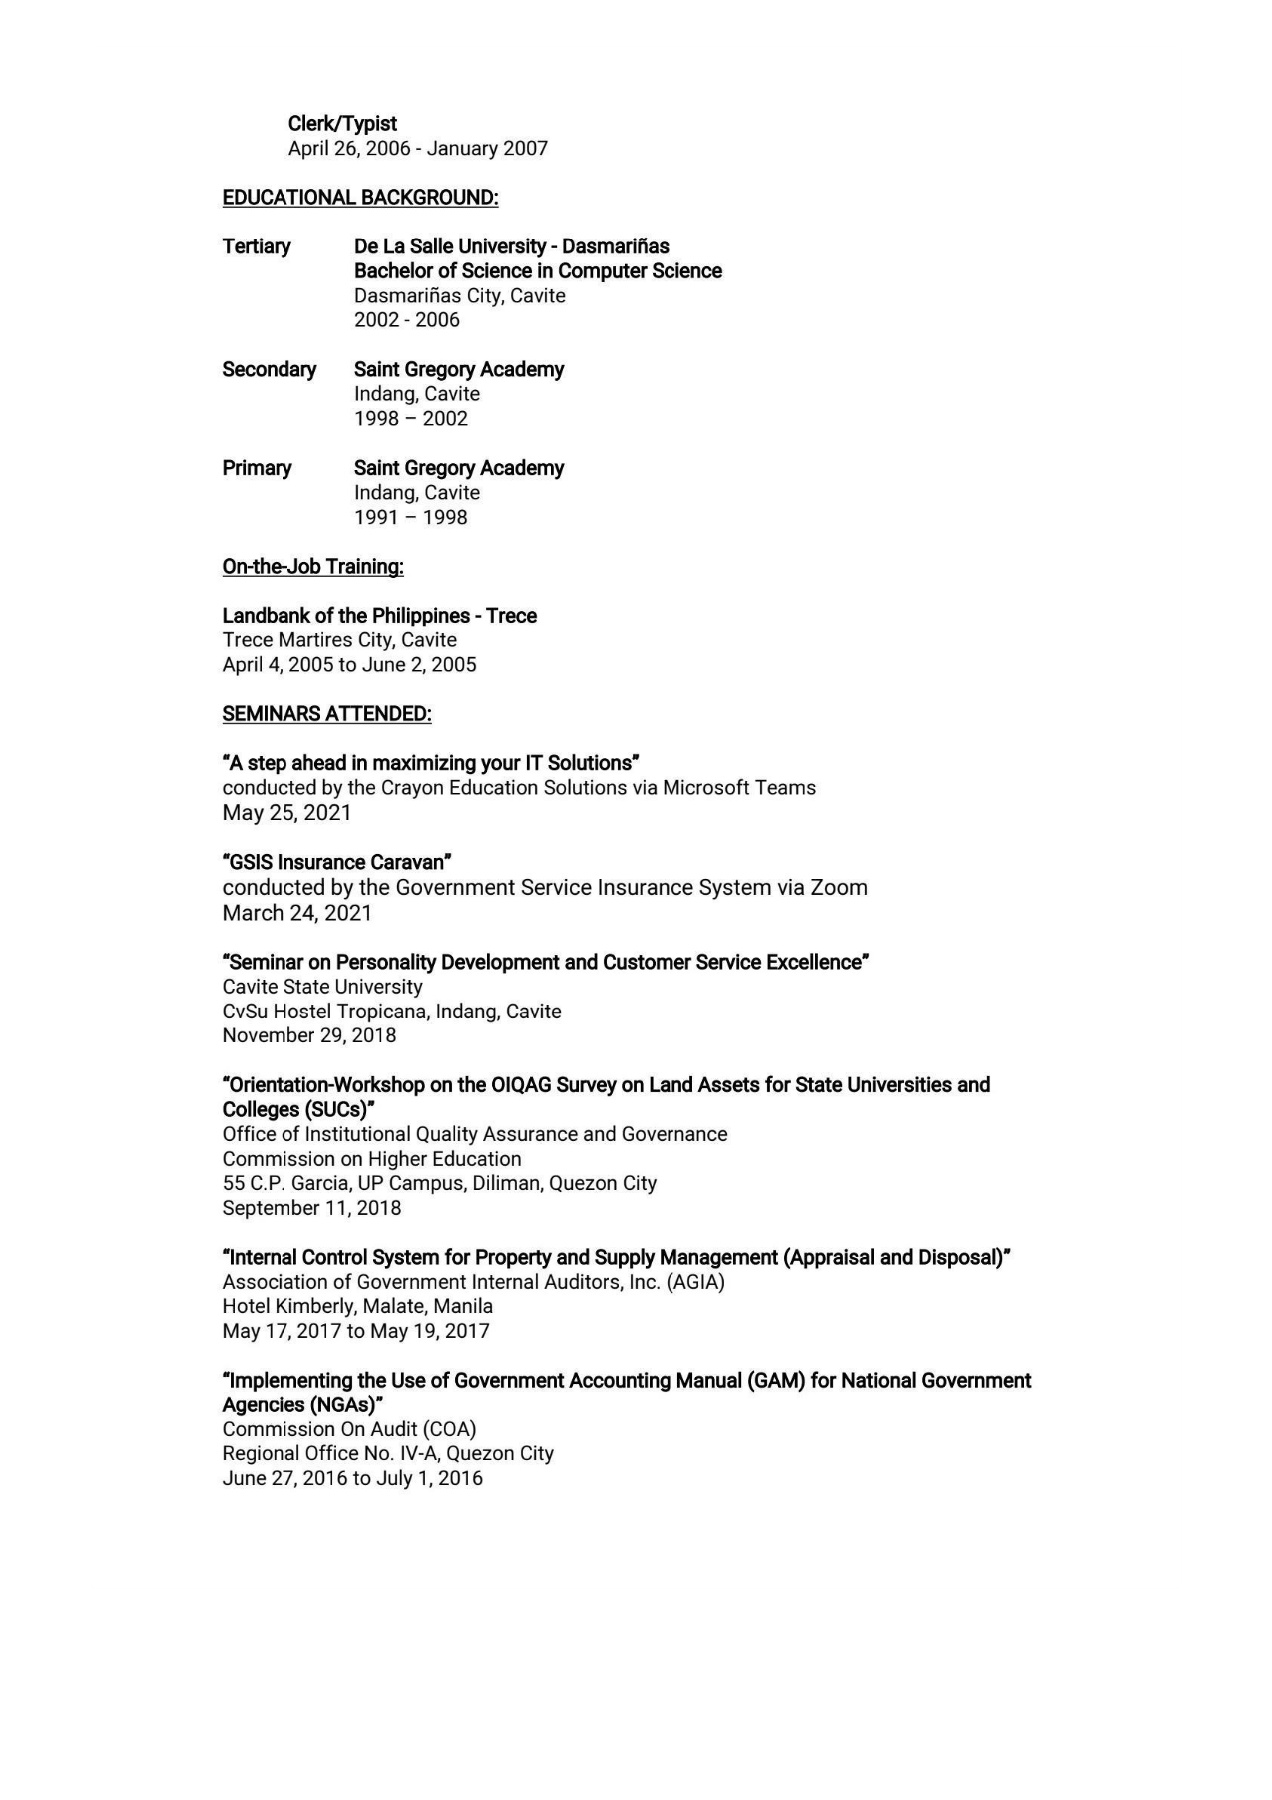 Clerk/Typist
April 26, 2006 - January 2007
EDUCATIONAL BACKGROUND:
Tertiary De La Salle University - Dasmariñas
Bachelor of Science in Computer Science
Dasmariñas City, Cavite
2002 - 2006
Secondary Saint Gregory Academy
Indang, Cavite
1998 – 2002
Primary Saint Gregory Academy
Indang, Cavite
1991 – 1998
On-the-Job Training:
Landbank of the Philippines - Trece
Trece Martires City, Cavite
April 4, 2005 to June 2, 2005
SEMINARS ATTENDED:
“A step ahead in maximizing your IT Solutions”
conducted by the Crayon Education Solutions via Microsoft Teams
May 25, 2021
“GSIS Insurance Caravan”
conducted by the Government Service Insurance System via Zoom
March 24, 2021
“Seminar on Personality Development and Customer Service Excellence”
Cavite State University
CvSu Hostel Tropicana, Indang, Cavite
November 29, 2018
“Orientation-Workshop on the OIQAG Survey on Land Assets for State Universities and
Colleges (SUCs)”
Office of Institutional Quality Assurance and Governance
Commission on Higher Education
55 C.P. Garcia, UP Campus, Diliman, Quezon City
September 11, 2018
“Internal Control System for Property and Supply Management (Appraisal and Disposal)”
Association of Government Internal Auditors, Inc. (AGIA)
Hotel Kimberly, Malate, Manila
May 17, 2017 to May 19, 2017
“Implementing the Use of Government Accounting Manual (GAM) for National Government
Agencies (NGAs)”
Commission On Audit (COA)
Regional Office No. IV-A, Quezon City
June 27, 2016 to July 1, 2016